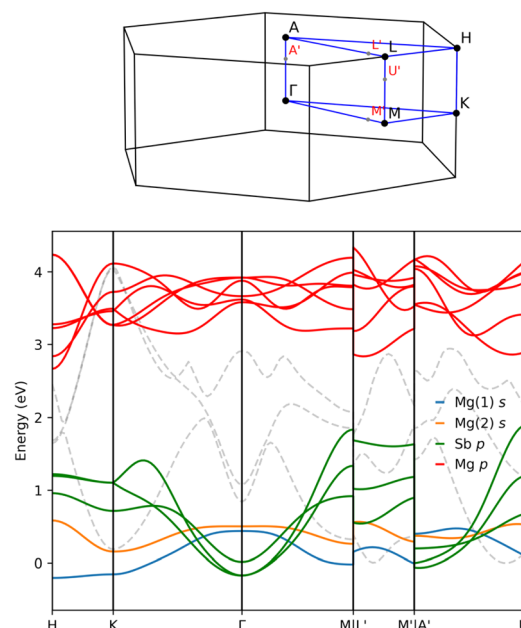 A
A'
L'
L
H
U'
Γ
M
M
K
Energy (eV)
4
3
2
1
0
Mg(1) s
Mg(2) s
Sb p
Mg p
H
K
Γ
M|L'
M'|A'